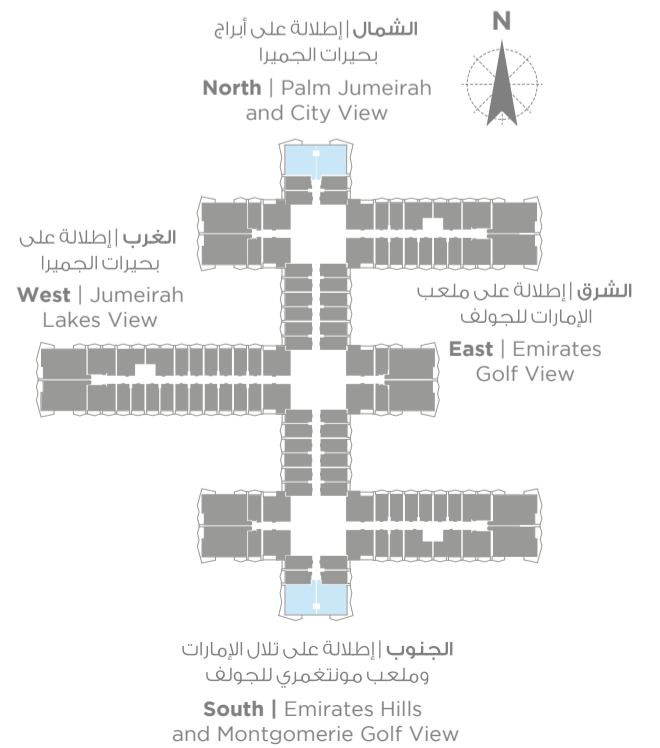 الشمال | إطلالة على أبراج
بحيرات الجميرا
North | Palm Jumeirah
and City View
N
الغرب | إطلالة على
بحيرات الجميرا
West | Jumeirah
Lakes View
الشرق | إطلالة على ملعب
الإمارات للجولف
East | Emirates
Golf View
الجنوب | إطلالة على تلال الإمارات
وملعب مونتغمري للجولف
South | Emirates Hills
and Montgomerie Golf View